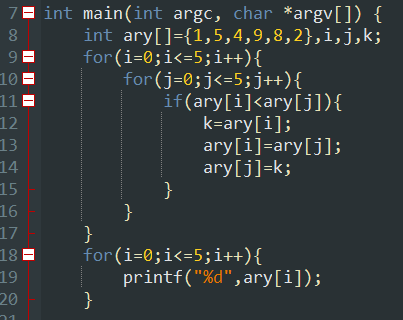 7 int main(int argc, char *argv[]) {
8 int ary[]={1,5,4,9,8,2},i,j,k;
9 for(i=0;i<=5;i++){
10 for(j=0;j<=5;j++){
11 if(ary[i]<ary[j]){
12 k=ary[i];
13 ary[i]=ary[j];
14 ary[j]=k;
15 }
16 }
17 }
18 for(i=0;i<=5;i++){
19 printf("%d",ary[i]);
20 }